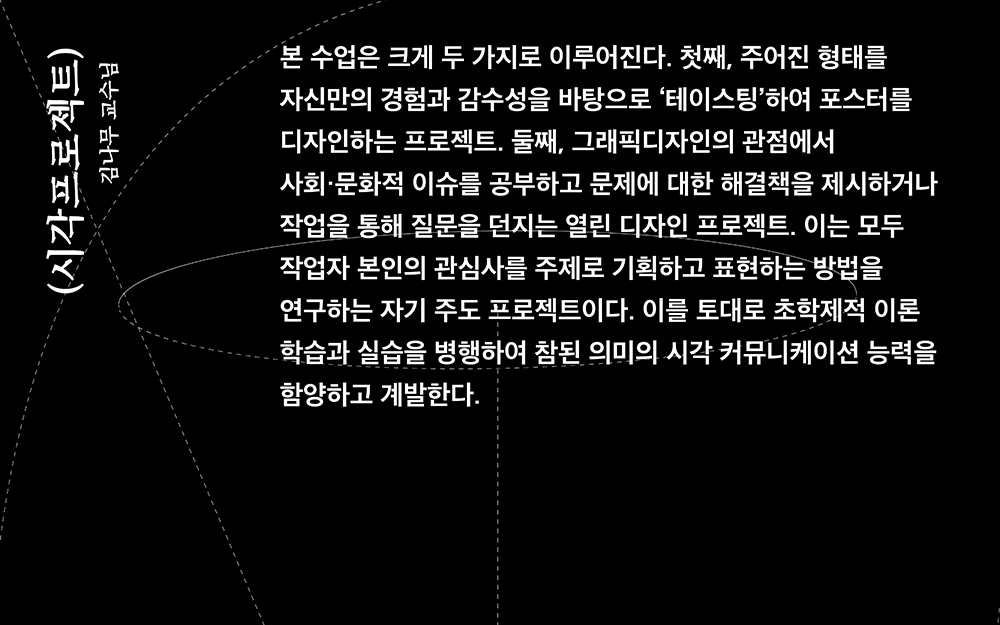 (시각프로젝트)
김나무 교수님
본 수업은 크게 두 가지로 이루어진다. 첫째, 주어진 형태를
자신만의 경험과 감수성을 바탕으로 ‘테이스팅’하여 포스터를
디자인하는 프로젝트. 둘째, 그래픽디자인의 관점에서
사회·문화적 이슈를 공부하고 문제에 대한 해결책을 제시하거나
작업을 통해 질문을 던지는 열린 디자인 프로젝트. 이는 모두
작업자 본인의 관심사를 주제로 기획하고 표현하는 방법을
연구하는 자기 주도 프로젝트이다. 이를 토대로 초학제적 이론
학습과 실습을 병행하여 참된 의미의 시각 커뮤니케이션 능력을
함양하고 계발한다.